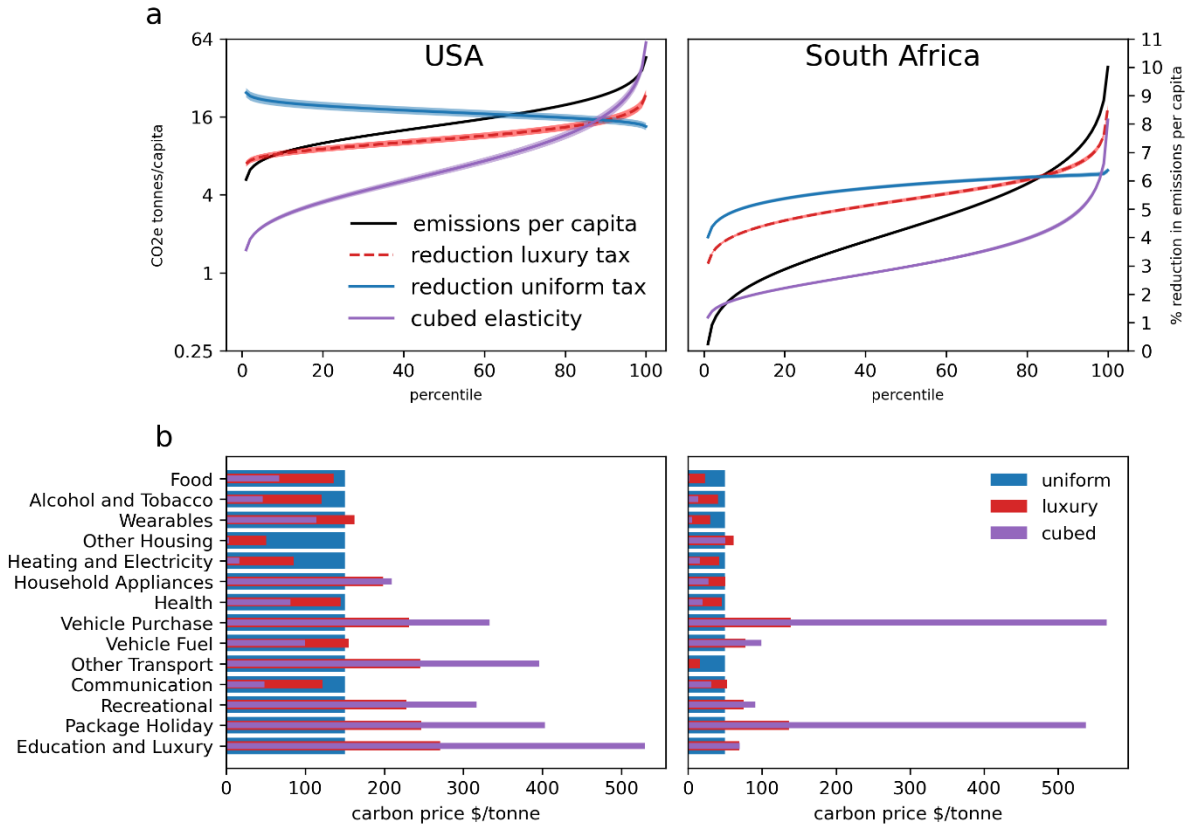 a
USA
South Africa
CO2e tonnes/capita
64
16
4
1
0.25
emissions per capita
reduction luxury tax
reduction uniform tax
cubed elasticity
0 20 40 60 80 100
percentile
0 20 40 60 80 100
percentile
11
10
9
8
7
6
5
4
3
2
1
0
% reduction in emissions per capita
b
Food
Alcohol and Tobacco
Wearables
Other Housing
Heating and Electricity
Household Appliances
Health
Vehicle Purchase
Vehicle Fuel
Other Transport
Communication
Recreational
Package Holiday
Education and Luxury
0 100 200 300 400 500
carbon price $/tonne
uniform
luxury
cubed
0 100 200 300 400 500
carbon price $/tonne